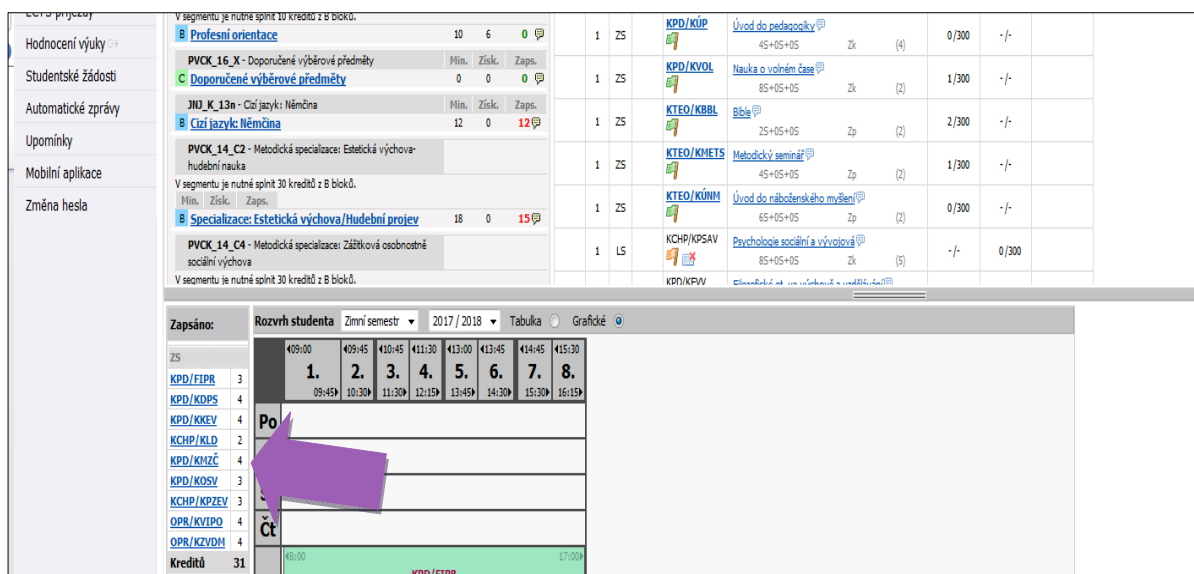 ECTS příjezdy
Hodnocení výuky
Studentské žádosti
Automatické zprávy
Upomínky
Mobilní aplikace
Změna hesla
V segmentu je nutné splnit 10 kreditů z B bloků.
B Profesní orientace 10 6 0
PVCK_16_X - Doporučené výběrové předměty Min. Získ. Zaps.
C Doporučené výběrové předměty 0 0 0
JNJ_K_13n - Cizí jazyk: Němčina Min. Získ. Zaps.
B Cizí jazyk: Němčina 12 0 12
PVCK_14_C2 - Metodická specializace: Estetická výchova-
hudební nauka
V segmentu je nutné splnit 30 kreditů z B bloků.
Min. Získ. Zaps.
B Specializace: Estetická výchova/Hudební projev 18 0 15
PVCK_14_C4 - Metodická specializace: Zážitková osobnostně
sociální výchova
V segmentu je nutné splnit 30 kreditů z B bloků.
1 ZS KPD/KÚP Úvod do pedagogiky 0/300 -/-
4S+0S+0S Zk (4)
1 ZS KPD/KVOL Nauka o volném čase 1/300 -/-
8S+0S+0S Zk (2)
1 ZS KTEO/KBBL Bible 2/300 -/-
2S+0S+0S Zp (2)
1 ZS KTEO/KMETS Metodický seminář 1/300 -/-
4S+0S+0S Zp (2)
1 ZS KTEO/KÚNM Úvod do náboženského myšlení 0/300 -/-
6S+0S+0S Zp (2)
1 LS KCHP/KPSAV Psychologie sociální a vývojová -/- 0/300
8S+0S+0S Zk (5)
KPD/KFVV Filozofické ot. ve výchově a vzdělávání
Zapsáno:
ZS
KPD/FIPR 3
KPD/KDPS 4
KPD/KKEV 4
KCHP/KLD 2
KPD/KMZČ 4
KPD/KOSV 3
KCHP/KPZEV 3
OPR/KVIPO 4
OPR/KZVDM 4
Kreditů 31
Rozvrh studenta Zimní semestr 2017 / 2018 Tabulka Grafické
09:00 09:45 10:45 11:30 13:00 13:45 14:45 15:30
1. 2. 3. 4. 5. 6. 7. 8.
09:45 10:30 11:30 12:15 13:45 14:30 15:30 16:15
Po
Čt
8:00 17:00
KPD/FIPR